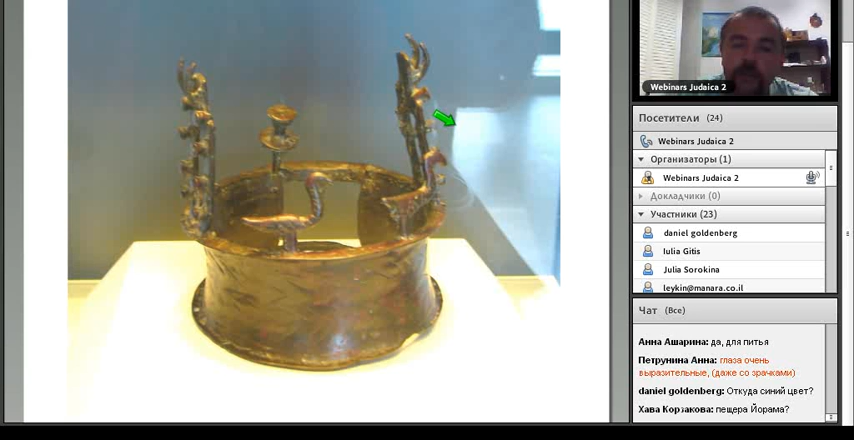 Webinars Judaica 2
Посетители (24)
Webinars Judaica 2
Организаторы (1)
Webinars Judaica 2
Докладчики (0)
Участники (23)
daniel goldenberg
Iulia Gitis
Julia Sorokina
leykin@manara.co.il
Чат (Все)
Анна Ашарина: да, для питья
Петрунина Анна: глаза очень
выразительные, (даже со зрачками)
daniel goldenberg: Откуда синий цвет?
Хава Корзакова: пещера Йорама?